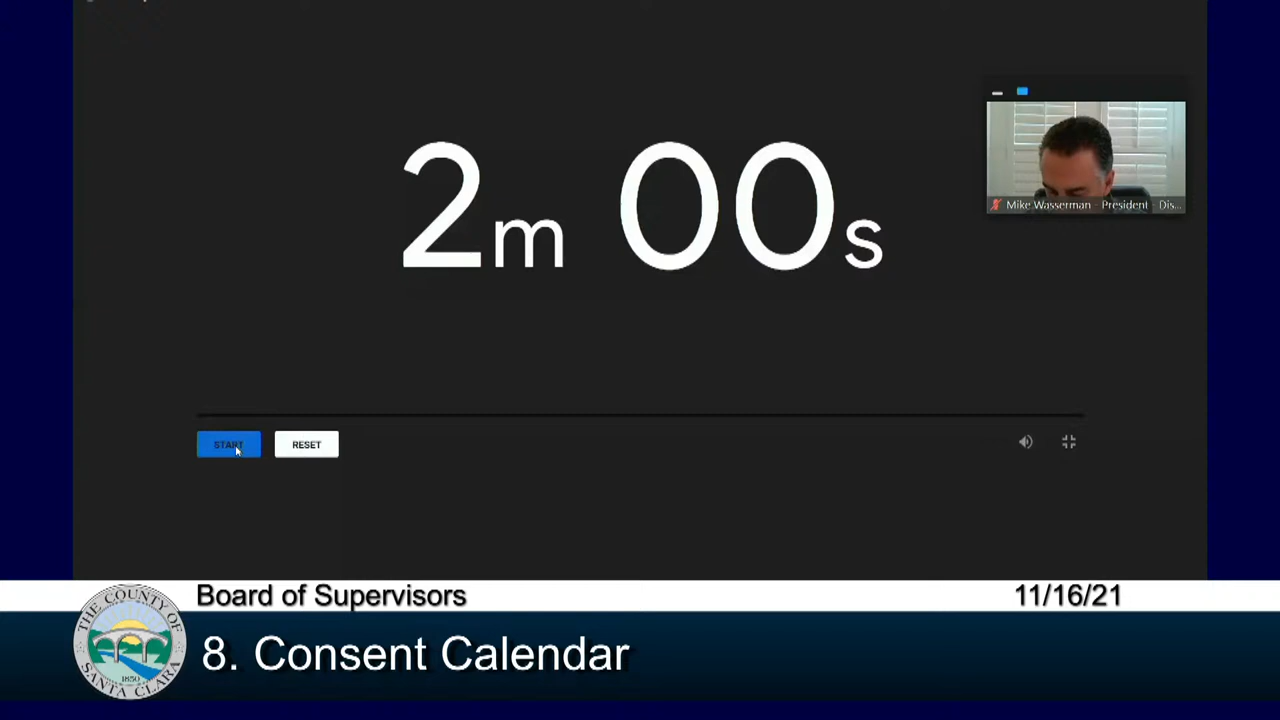 2m 00s
Mike Wasserman - President - Dis...
START
RESET
Board of Supervisors
11/16/21
8. Consent Calendar
THE COUNTY OF
SANTA CLARA
1850